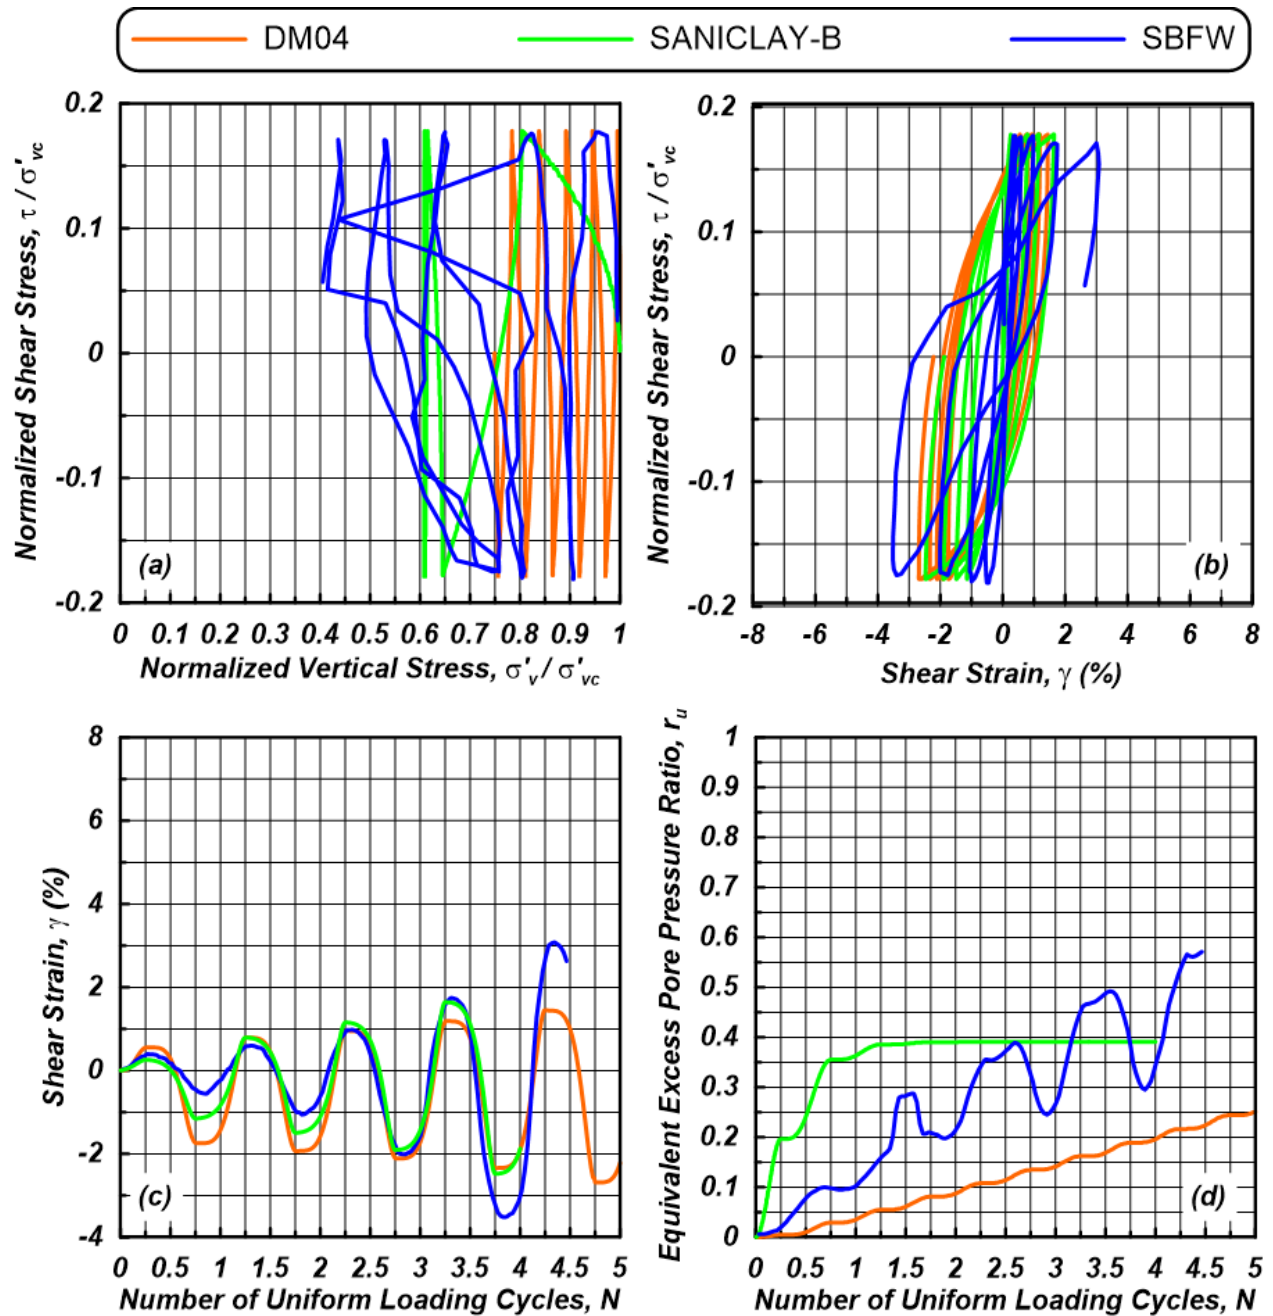 DM04 SANICLAY-B SBFW
Normalized Shear Stress, τ / σ'vc
0.2
0.1
0
-0.1
-0.2
(a)
0 0.1 0.2 0.3 0.4 0.5 0.6 0.7 0.8 0.9 1
Normalized Vertical Stress, σ'v / σ'vc
Normalized Shear Stress, τ / σ'vc
0.2
0.1
0
-0.1
-0.2
(b)
-8 -6 -4 -2 0 2 4 6 8
Shear Strain, γ (%)
Shear Strain, γ (%)
8
6
4
2
0
-2
-4
(c)
0 0.5 1 1.5 2 2.5 3 3.5 4 4.5 5
Number of Uniform Loading Cycles, N
Equivalent Excess Pore Pressure Ratio, ru
1
0.9
0.8
0.7
0.6
0.5
0.4
0.3
0.2
0.1
0
(d)
0 0.5 1 1.5 2 2.5 3 3.5 4 4.5 5
Number of Uniform Loading Cycles, N